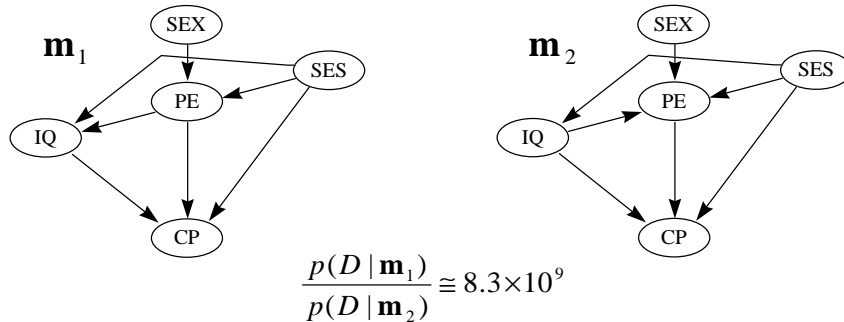 m1
SEX
SES
PE
IQ
CP
m2
SEX
SES
PE
IQ
CP
p(D | m1) / p(D | m2) ≅ 8.3×10^9